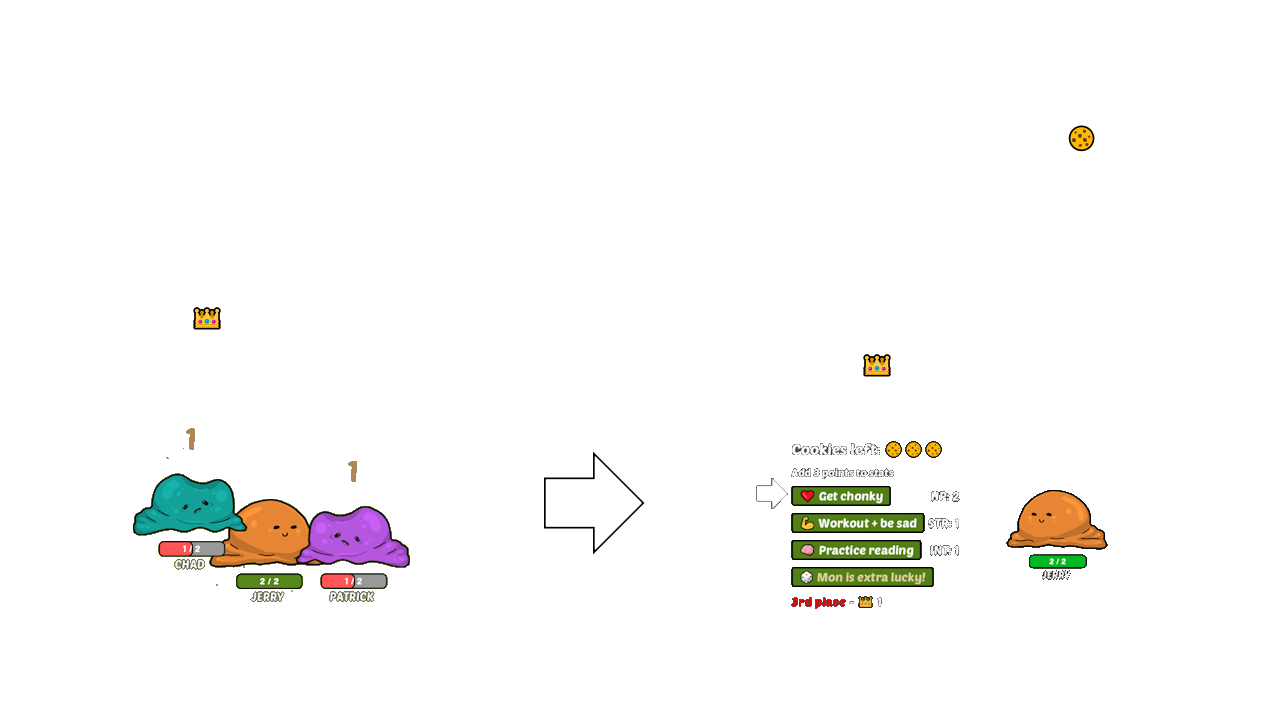 1
1
1 / 2
CHAD
2 / 2
JERRY
1 / 2
PATRICK
Cookies left:
Add 3 points to stats
Get chonky
HP: 2
Workout + be sad
STR: 1
Practice reading
INT: 1
Mon is extra lucky!
3rd place - 1
2 / 2
JERRY